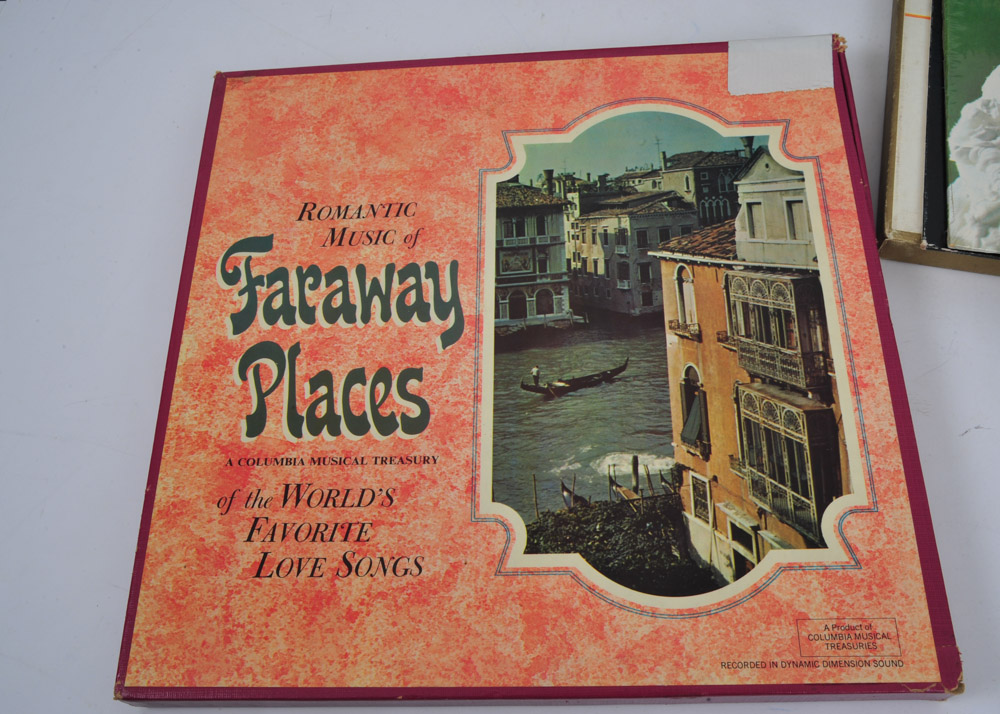 ROMANTIC
MUSIC of
Faraway
Places
A COLUMBIA MUSICAL TREASURY
of the WORLD'S
FAVORITE
LOVE SONGS
A Product of
COLUMBIA MUSICAL
TREASURIES
RECORDED IN DYNAMIC DIMENSION SOUND